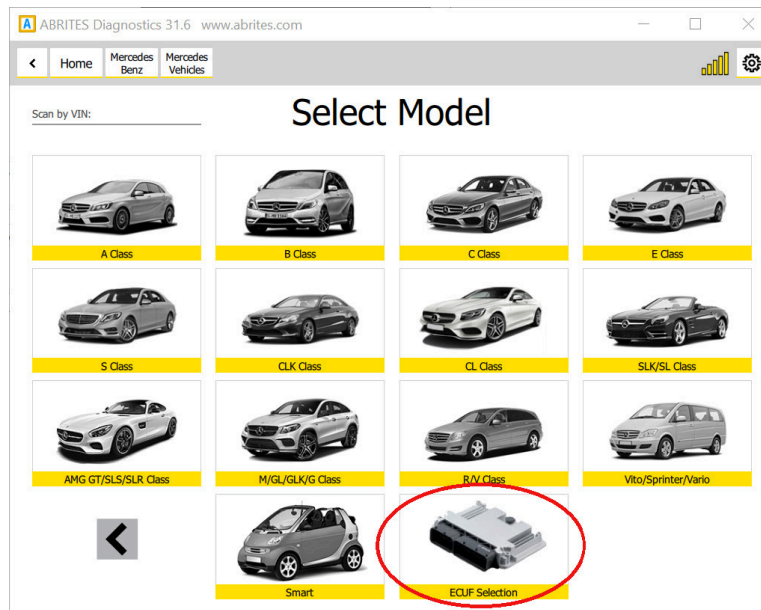 ABRITES Diagnostics 31.6 www.abrites.com
Home
Mercedes
Benz
Mercedes
Vehicles
Scan by VIN:
Select Model
A Class
B Class
C Class
E Class
S Class
CLK Class
CL Class
SLK/SL Class
AMG GT/SLS/SLR Class
M/GL/GLK/G Class
R/V Class
Vito/Sprinter/Vario
Smart
ECUF Selection